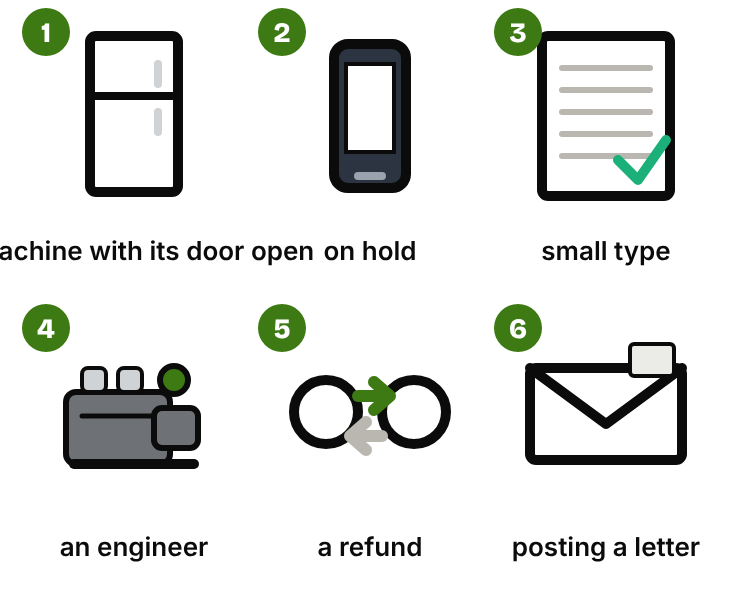 1
2
3
achine with its door open
on hold
small type
4
5
6
an engineer
a refund
posting a letter